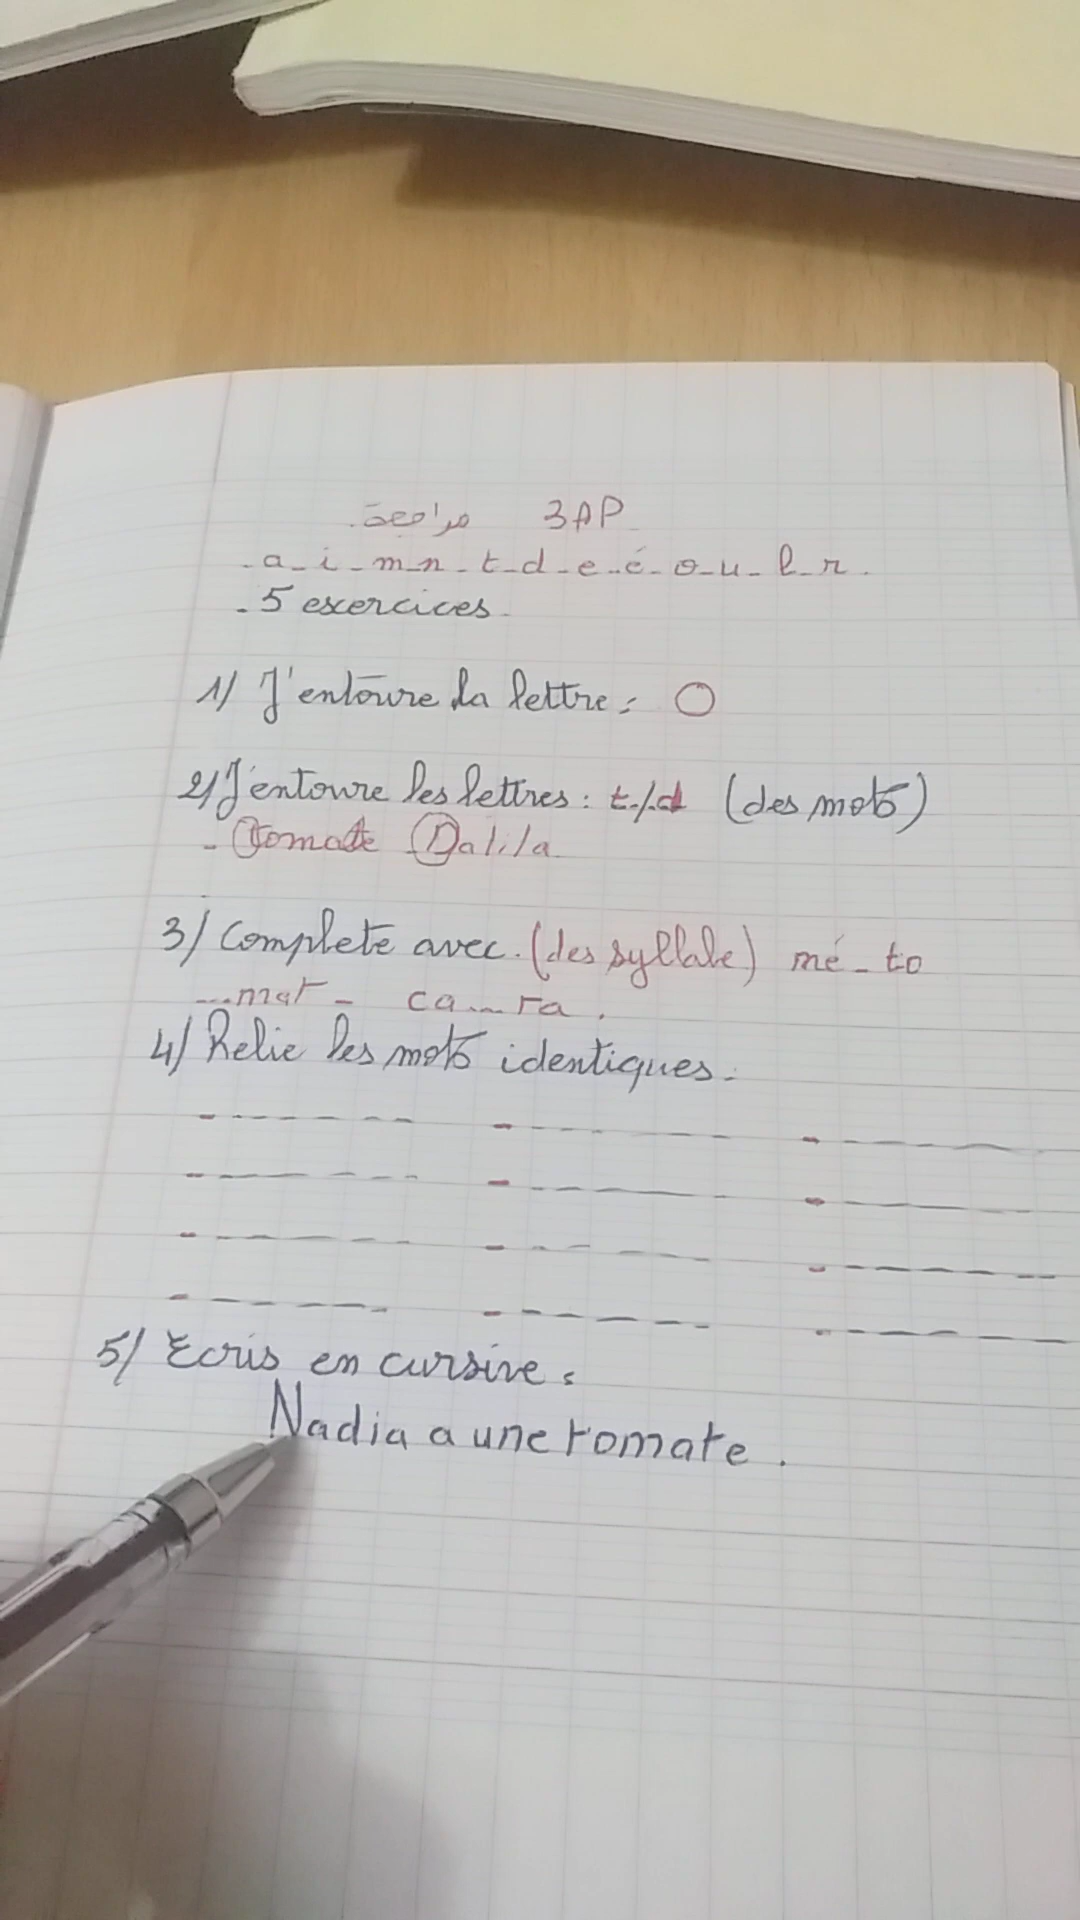 مراجعة. 3AP
- a - i - m - n - t - d - e - é - o - u - l - r.
- 5 exercices.
1) J'entoure la lettre : O
2) J'entoure les lettres : t./.d (des mots)
- Tomate Dalila
3) Complete avec. (des syllabe) mé - to
...mat - ca...ra.
4) Relie les mots identiques.
5) Ecris en cursive :
Nadia a une tomate.